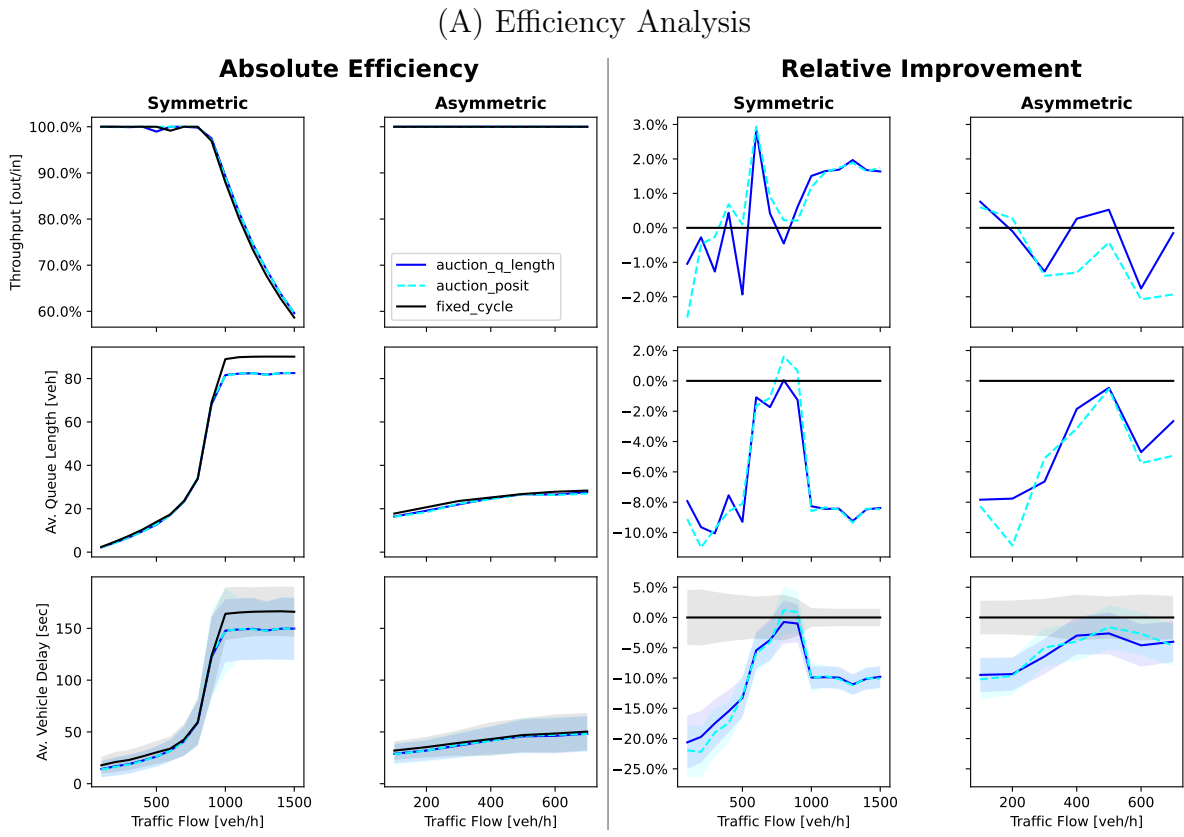 (A) Efficiency Analysis
Absolute Efficiency
Relative Improvement
Symmetric
Asymmetric
Symmetric
Asymmetric
Throughput [out/in]
100.0%
90.0%
80.0%
70.0%
60.0%
auction_q_length
auction_posit
fixed_cycle
3.0%
2.0%
1.0%
0.0%
−1.0%
−2.0%
Av. Queue Length [veh]
80
60
40
20
0
2.0%
0.0%
−2.0%
−4.0%
−6.0%
−8.0%
−10.0%
Av. Vehicle Delay [sec]
150
100
50
0
5.0%
0.0%
−5.0%
−10.0%
−15.0%
−20.0%
−25.0%
500 1000 1500
200 400 600
500 1000 1500
200 400 600
Traffic Flow [veh/h]
Traffic Flow [veh/h]
Traffic Flow [veh/h]
Traffic Flow [veh/h]